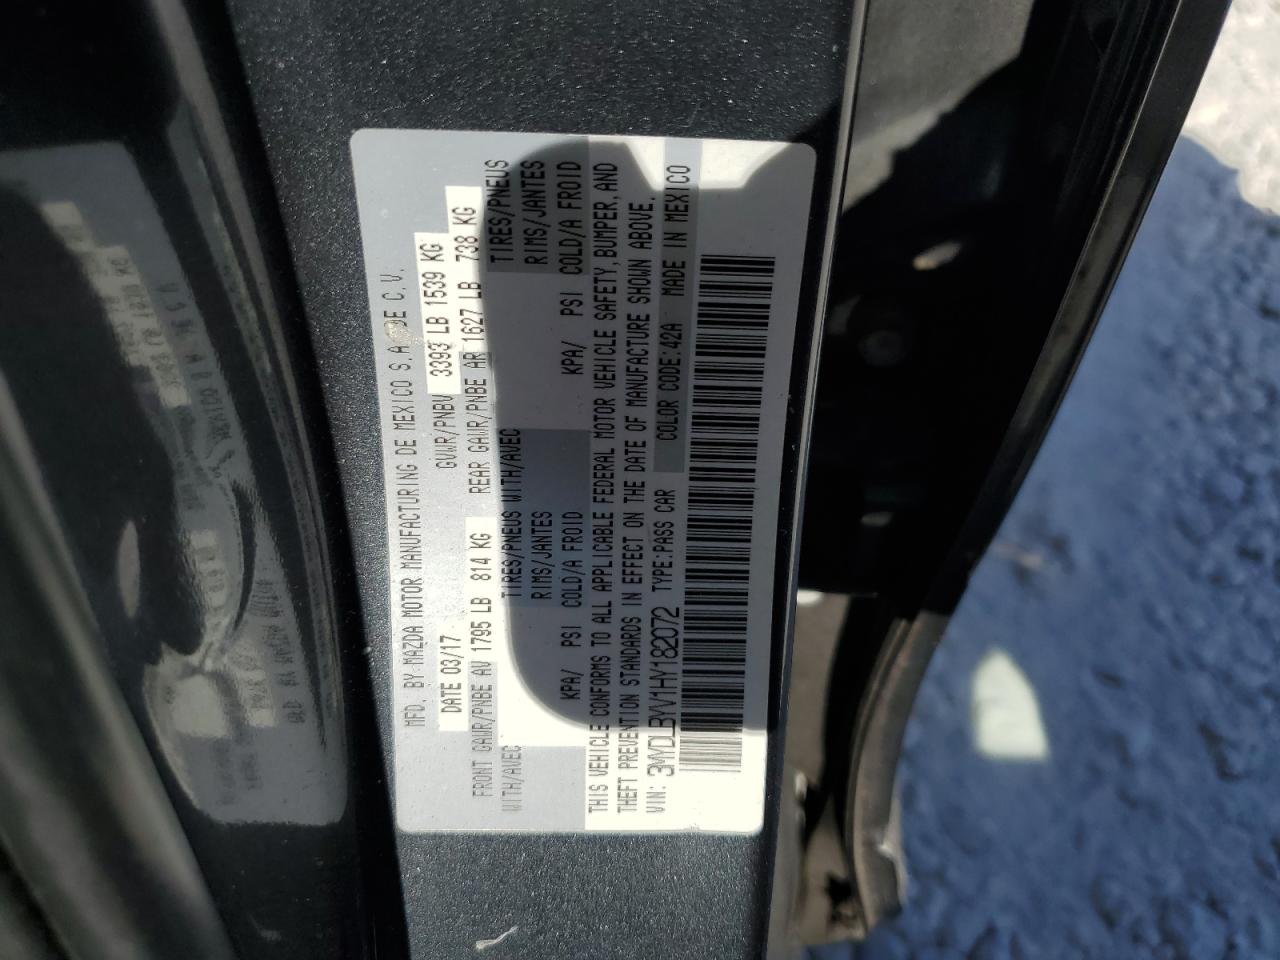 MFD. BY MAZDA MOTOR MANUFACTURING DE MEXICO S.A DE C.V.
DATE 03/17 GVWR/PNBV 3393 LB 1539 KG
FRONT GAWR/PNBE AV 1795 LB 814 KG REAR GAWR/PNBE AR 1627 LB 738 KG
WITH/AVEC TIRES/PNEUS WITH/AVEC TIRES/PNEUS
RIMS/JANTES RIMS/JANTES
KPA/ PSI COLD/A FROID KPA/ PSI COLD/A FROID
THIS VEHICLE CONFORMS TO ALL APPLICABLE FEDERAL MOTOR VEHICLE SAFETY, BUMPER, AND
THEFT PREVENTION STANDARDS IN EFFECT ON THE DATE OF MANUFACTURE SHOWN ABOVE.
VIN: 3MYDLBYV1HY182072 TYPE:PASS CAR COLOR CODE:42A MADE IN MEXICO